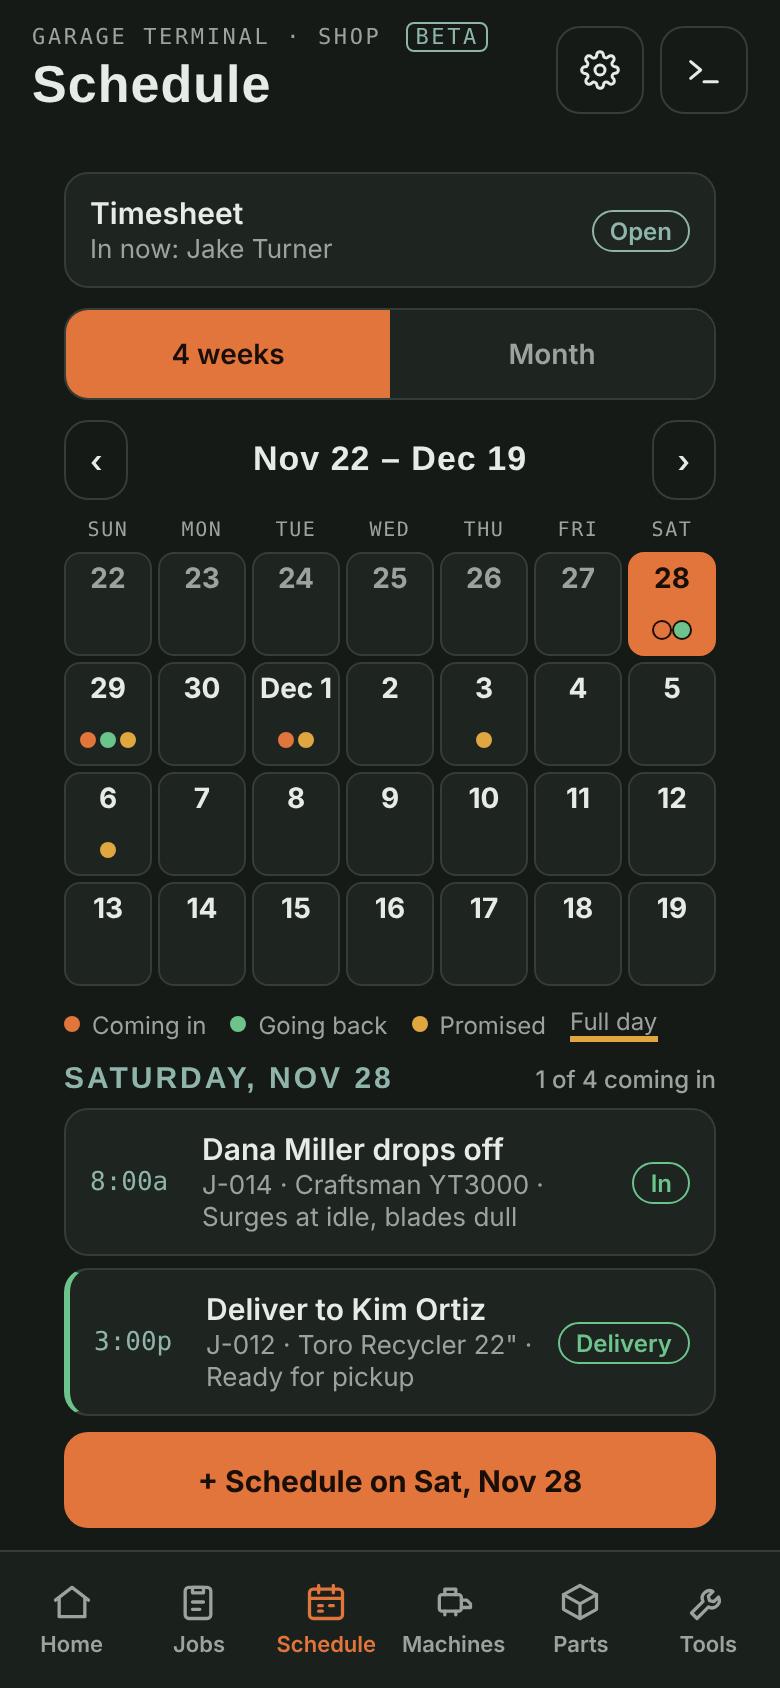 GARAGE TERMINAL · SHOP BETA
Schedule
Timesheet
In now: Jake Turner
Open
4 weeks Month
‹ Nov 22 – Dec 19 ›
SUN MON TUE WED THU FRI SAT
22 23 24 25 26 27 28
29 30 Dec 1 2 3 4 5
6 7 8 9 10 11 12
13 14 15 16 17 18 19
Coming in Going back Promised Full day
SATURDAY, NOV 28 1 of 4 coming in
Dana Miller drops off
8:00a J-014 · Craftsman YT3000 · In
Surges at idle, blades dull
Deliver to Kim Ortiz
3:00p J-012 · Toro Recycler 22" · Delivery
Ready for pickup
+ Schedule on Sat, Nov 28
Home Jobs Schedule Machines Parts Tools